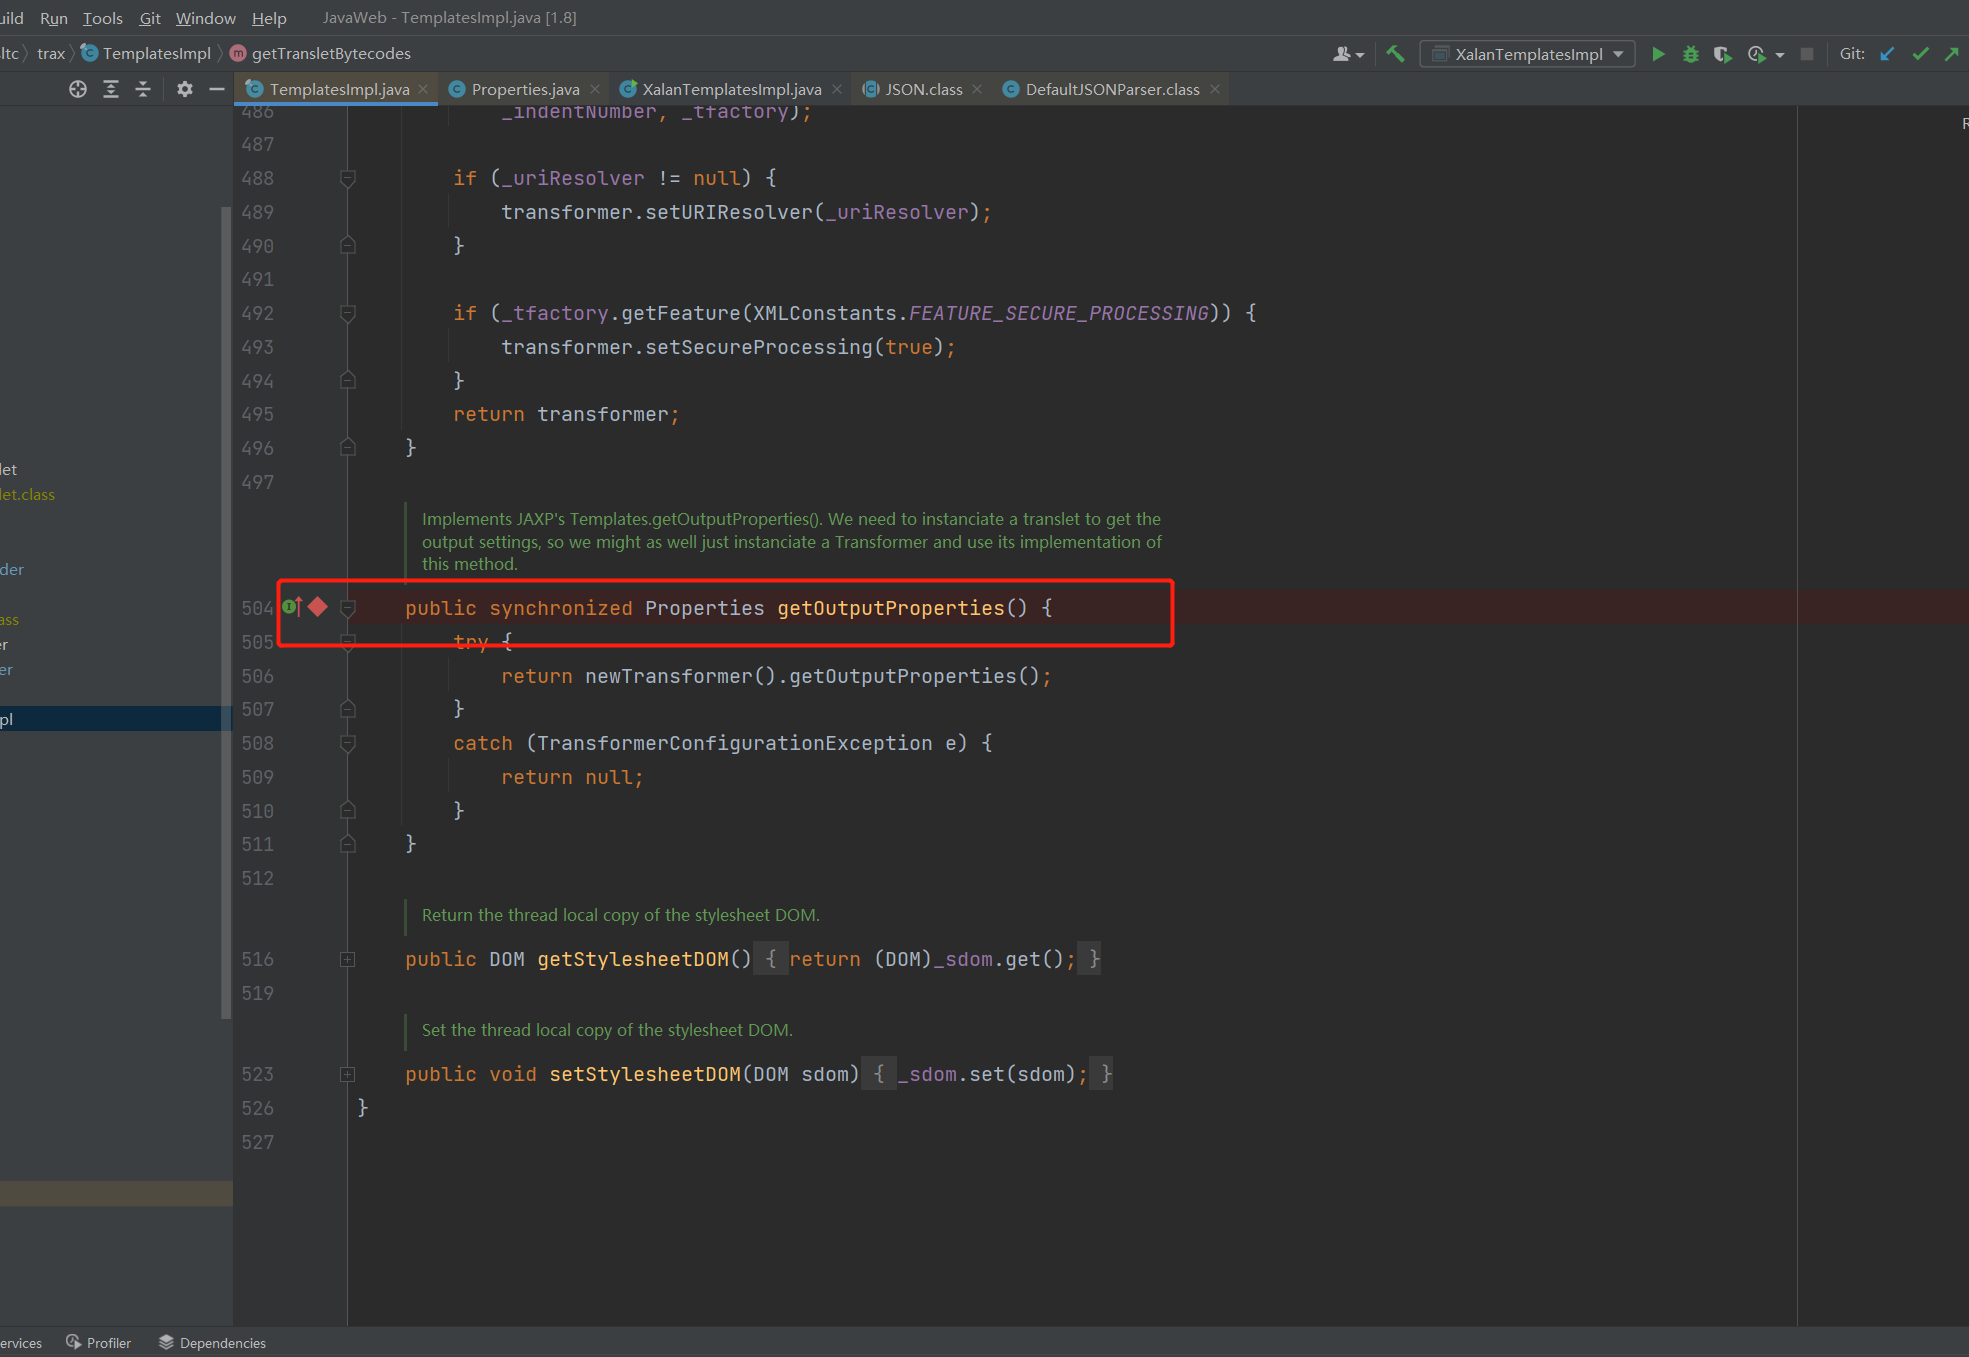 uild Run Tools Git Window Help JavaWeb - TemplatesImpl.java [1.8]
ltc trax TemplatesImpl getTransletBytecodes XalanTemplatesImpl Git:
TemplatesImpl.java Properties.java XalanTemplatesImpl.java JSON.class DefaultJSONParser.class
486 _indentNumber, _tfactory);
487
488 if (_uriResolver != null) {
489 transformer.setURIResolver(_uriResolver);
490 }
491
492 if (_tfactory.getFeature(XMLConstants.FEATURE_SECURE_PROCESSING)) {
493 transformer.setSecureProcessing(true);
494 }
495 return transformer;
496 }
497
Implements JAXP's Templates.getOutputProperties(). We need to instanciate a translet to get the
output settings, so we might as well just instanciate a Transformer and use its implementation of
this method.
504 public synchronized Properties getOutputProperties() {
505 try {
506 return newTransformer().getOutputProperties();
507 }
508 catch (TransformerConfigurationException e) {
509 return null;
510 }
511 }
512
Return the thread local copy of the stylesheet DOM.
516 public DOM getStylesheetDOM() { return (DOM)_sdom.get(); }
519
Set the thread local copy of the stylesheet DOM.
523 public void setStylesheetDOM(DOM sdom) { _sdom.set(sdom); }
526 }
527
let
let.class
der
ass
er
er
pl
ervices Profiler Dependencies